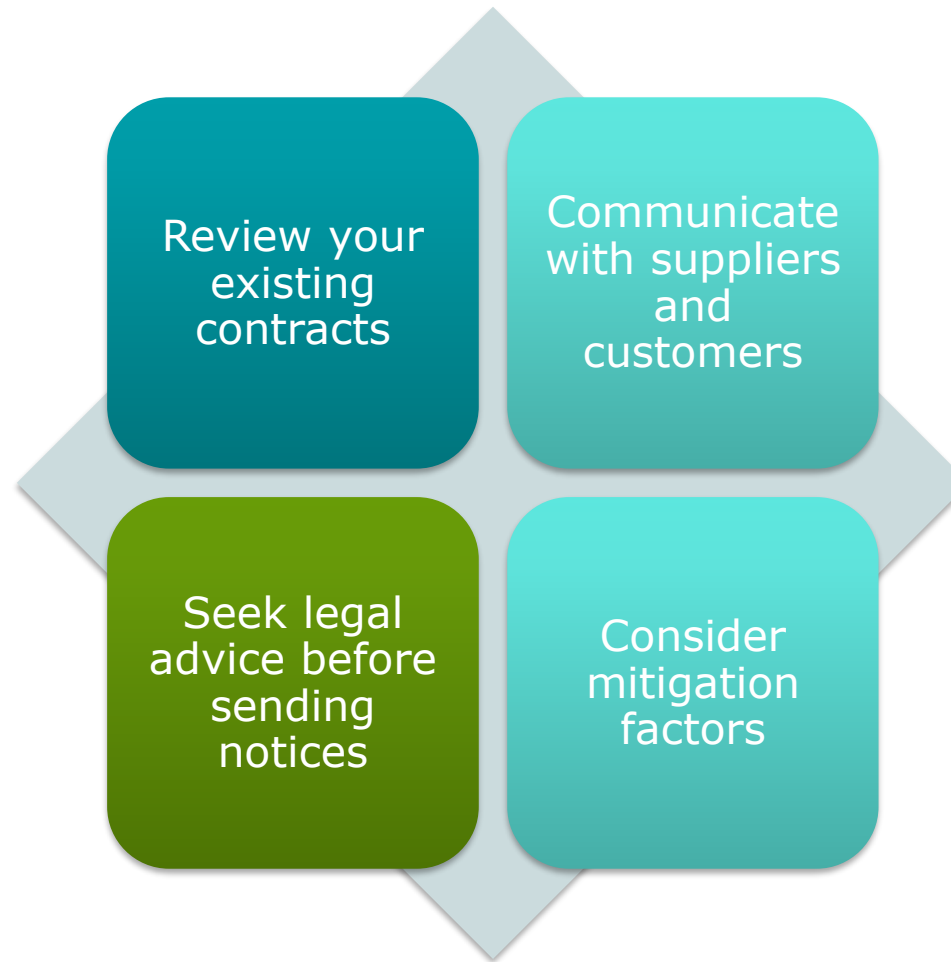 Review your
existing
contracts
Communicate
with suppliers
and
customers
Seek legal
advice before
sending
notices
Consider
mitigation
factors